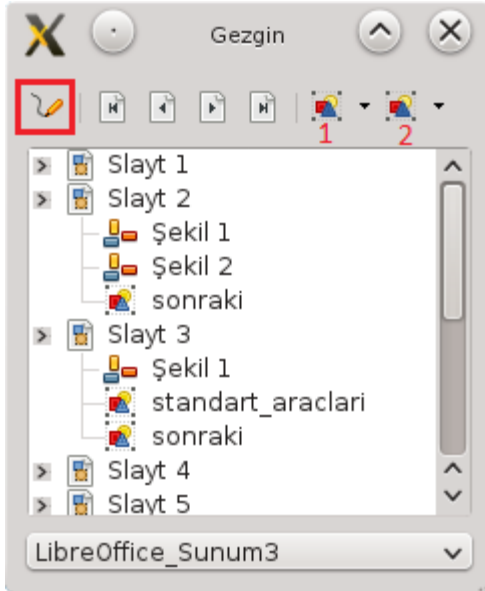 Gezgin
1 2
Slayt 1
Slayt 2
Şekil 1
Şekil 2
sonraki
Slayt 3
Şekil 1
standart_araclari
sonraki
Slayt 4
Slayt 5
LibreOffice_Sunum3